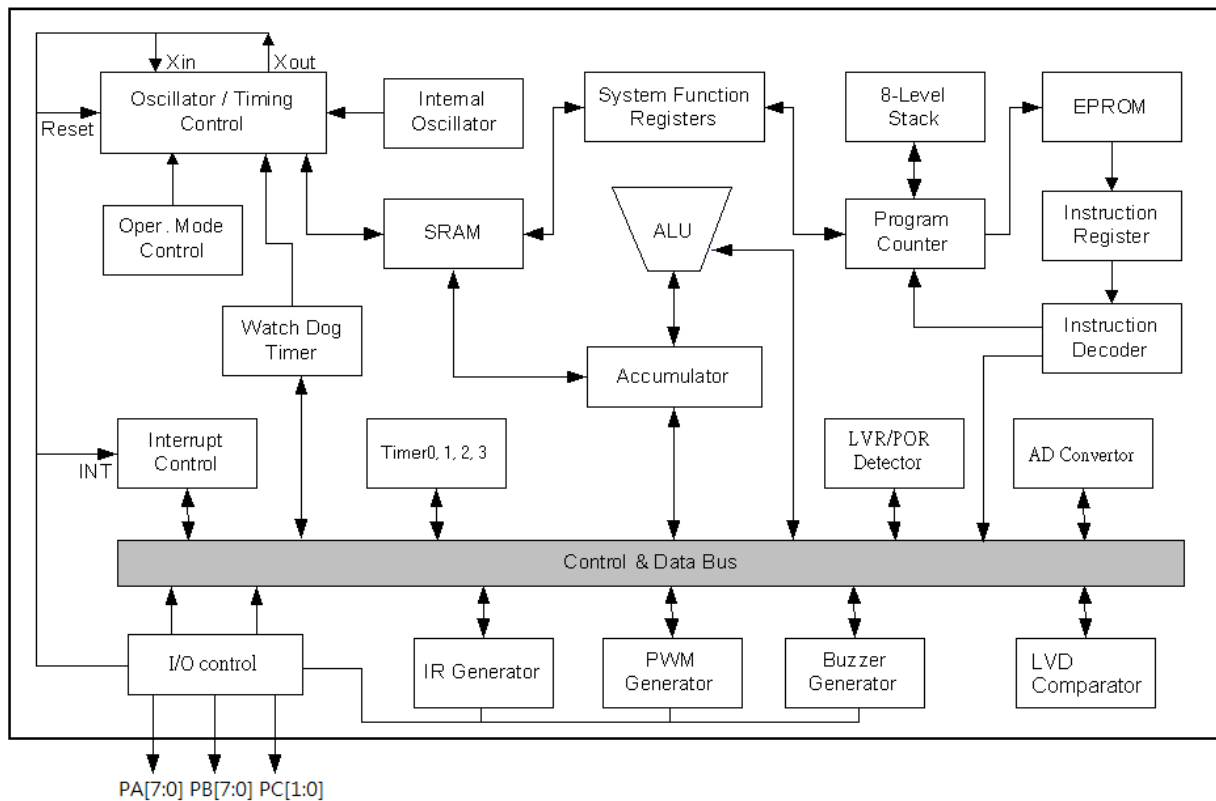 Xin
Xout
Oscillator / Timing
Control
Reset
Internal
Oscillator
System Function
Registers
8-Level
Stack
EPROM
Oper. Mode
Control
SRAM
ALU
Program
Counter
Instruction
Register
Watch Dog
Timer
Accumulator
Instruction
Decoder
Interrupt
Control
INT
Timer0, 1, 2, 3
LVR/POR
Detector
AD Convertor
Control & Data Bus
I/O control
IR Generator
PWM
Generator
Buzzer
Generator
LVD
Comparator
PA[7:0] PB[7:0] PC[1:0]